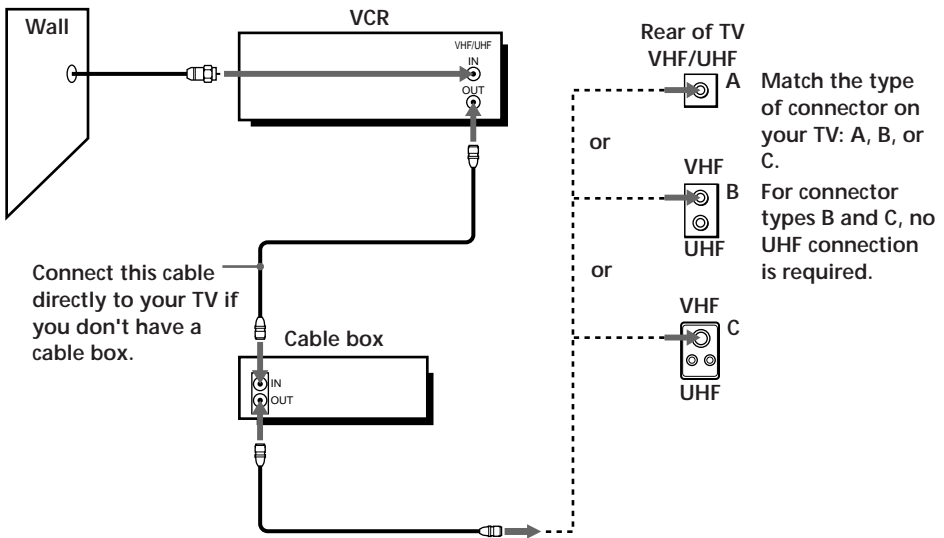 Wall
VCR
VHF/UHF
IN
OUT
Rear of TV
VHF/UHF
A
Match the type
of connector on
your TV: A, B, or
C.
or
VHF
B
UHF
For connector
types B and C, no
UHF connection
is required.
or
VHF
C
UHF
Connect this cable
directly to your TV if
you don't have a
cable box.
Cable box
IN
OUT